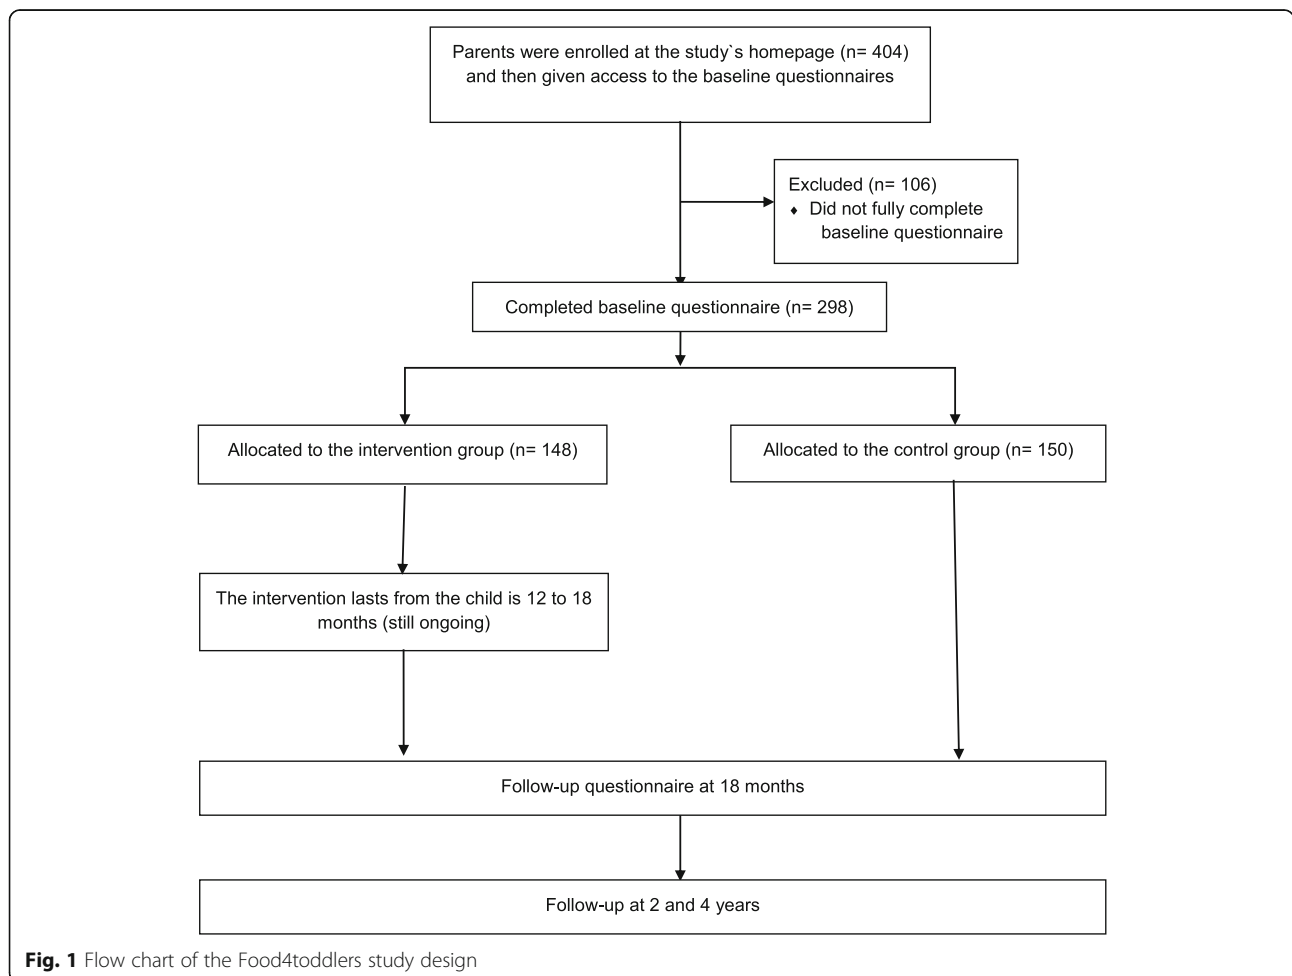 Parents were enrolled at the study`s homepage (n= 404)
and then given access to the baseline questionnaires
Excluded (n= 106)
♦ Did not fully complete
baseline questionnaire
Completed baseline questionnaire (n= 298)
Allocated to the intervention group (n= 148)
Allocated to the control group (n= 150)
The intervention lasts from the child is 12 to 18
months (still ongoing)
Follow-up questionnaire at 18 months
Follow-up at 2 and 4 years
Fig. 1 Flow chart of the Food4toddlers study design